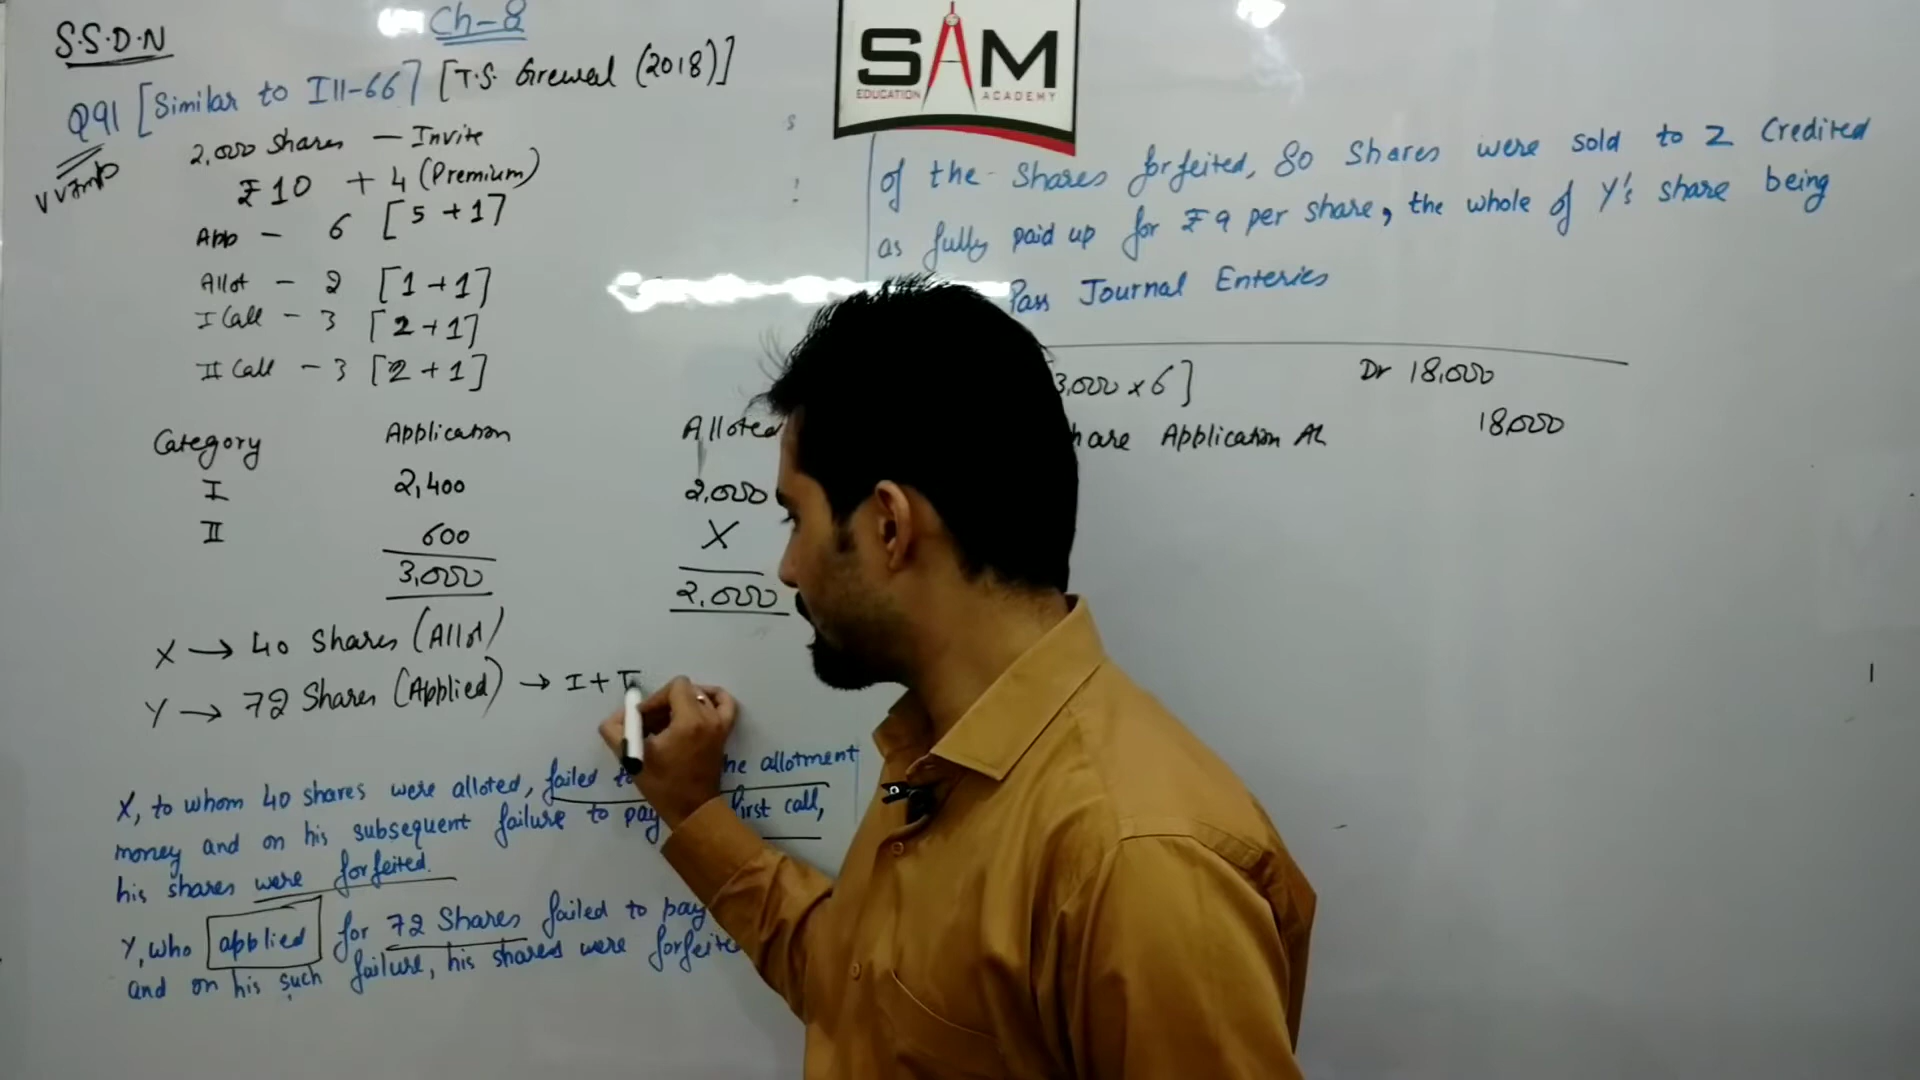 S.S.D.N
Ch-8
Q91 [Similar to Ill-66] [T.S. Grewal (2018)]
VVImp
2,000 Shares — Invite
₹10 + 4 (Premium)
App — 6 [5+1]
Allot — 2 [1+1]
I Call — 3 [2+1]
II Call — 3 [2+1]
Category Application Alloted
I 2,400 2,000
II 600 X
3,000 2,000
X → 40 Shares (Allot)
Y → 72 Shares (Applied) → I+I
X, to whom 40 shares were alloted, failed to he allotment
money and on his subsequent failure to pay first call,
his shares were forfeited.
Y, who applied for 72 Shares failed to pay
and on his such failure, his shares were forfeite
SAM
EDUCATION ACADEMY
of the Shares forfeited, 80 Shares were sold to Z Credited
as fully paid up for ₹9 per share, the whole of Y's share being
Pass Journal Enteries
3,000 × 6] Dr 18,000
hare Application A/c 18,000